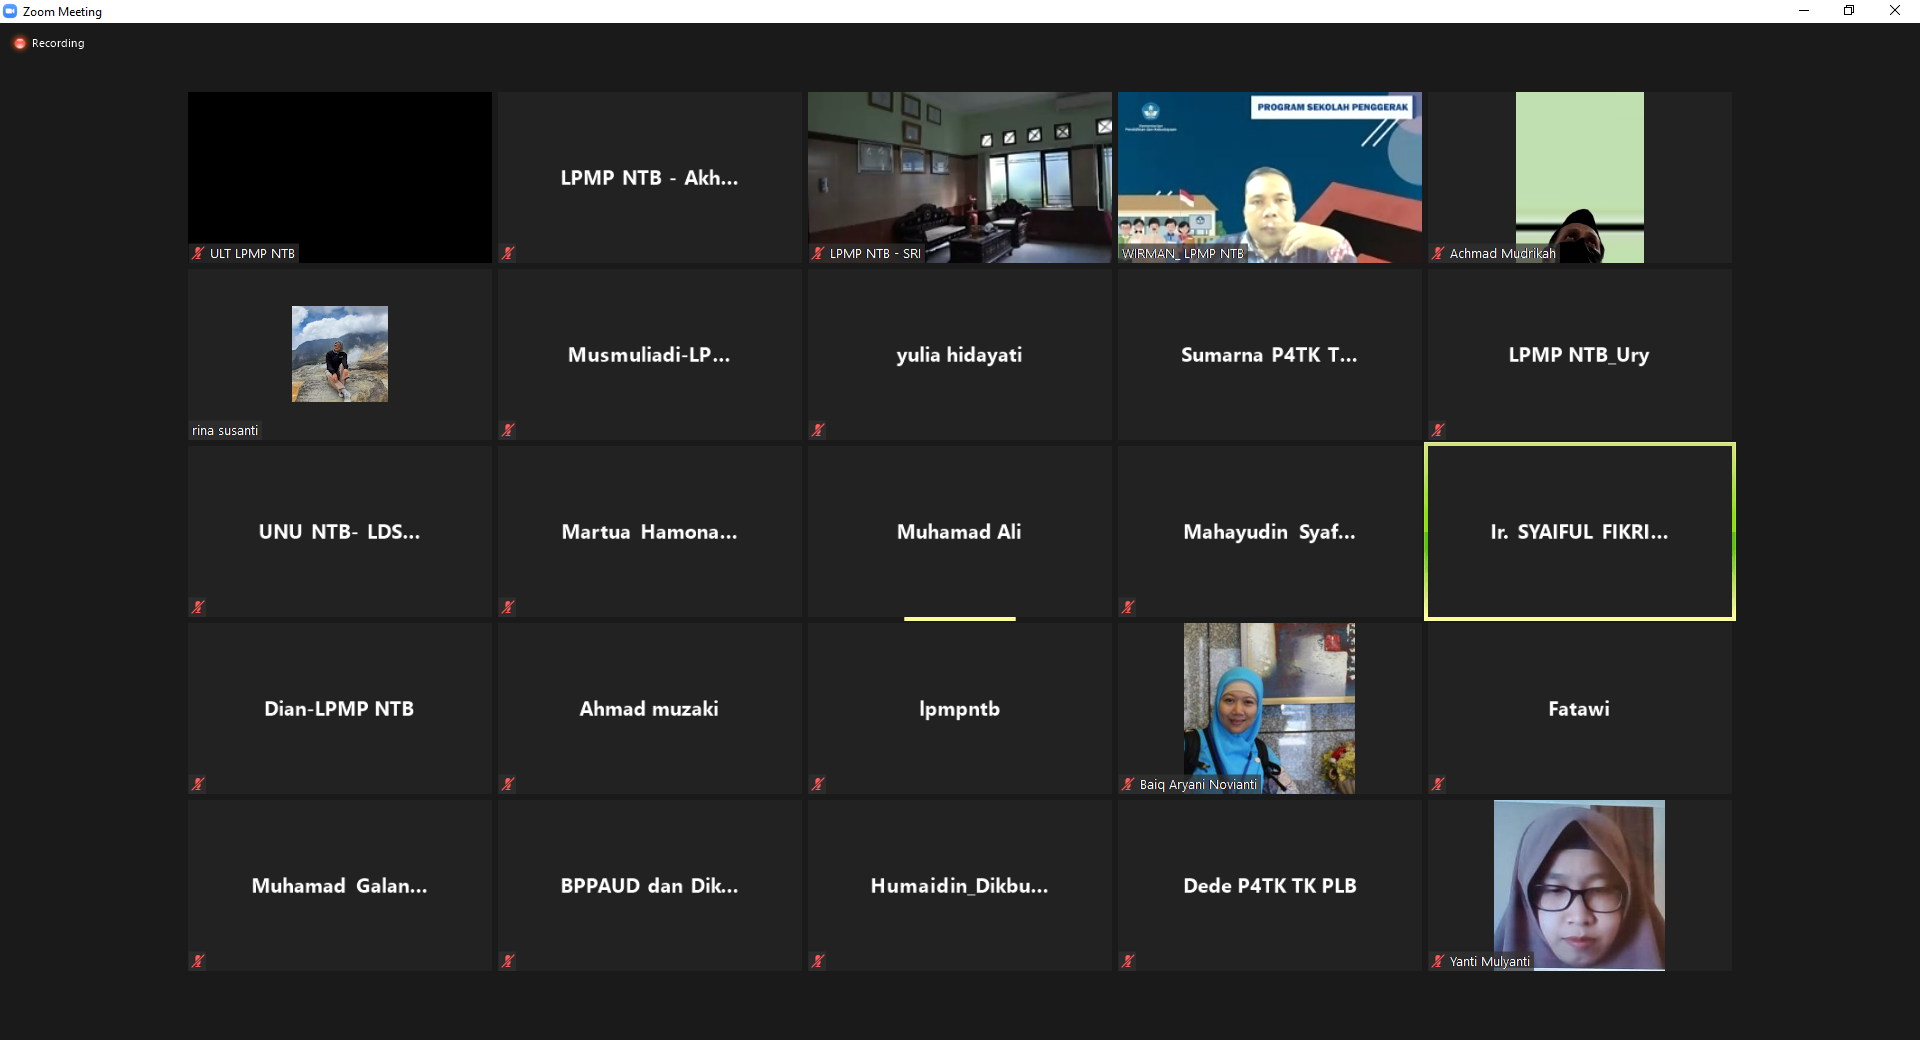 Zoom Meeting
Recording
ULT LPMP NTB
LPMP NTB - Akh...
LPMP NTB - SRI
PROGRAM SEKOLAH PENGGERAK
WIRMAN_ LPMP NTB
Achmad Mudrikah
rina susanti
Musmuliadi-LP...
yulia hidayati
Sumarna P4TK T...
LPMP NTB_Ury
UNU NTB- LDS...
Martua Hamona...
Muhamad Ali
Mahayudin Syaf...
Ir. SYAIFUL FIKRI...
Dian-LPMP NTB
Ahmad muzaki
lpmpntb
Baiq Aryani Novianti
Fatawi
Muhamad Galan...
BPPAUD dan Dik...
Humaidin_Dikbu...
Dede P4TK TK PLB
Yanti Mulyanti